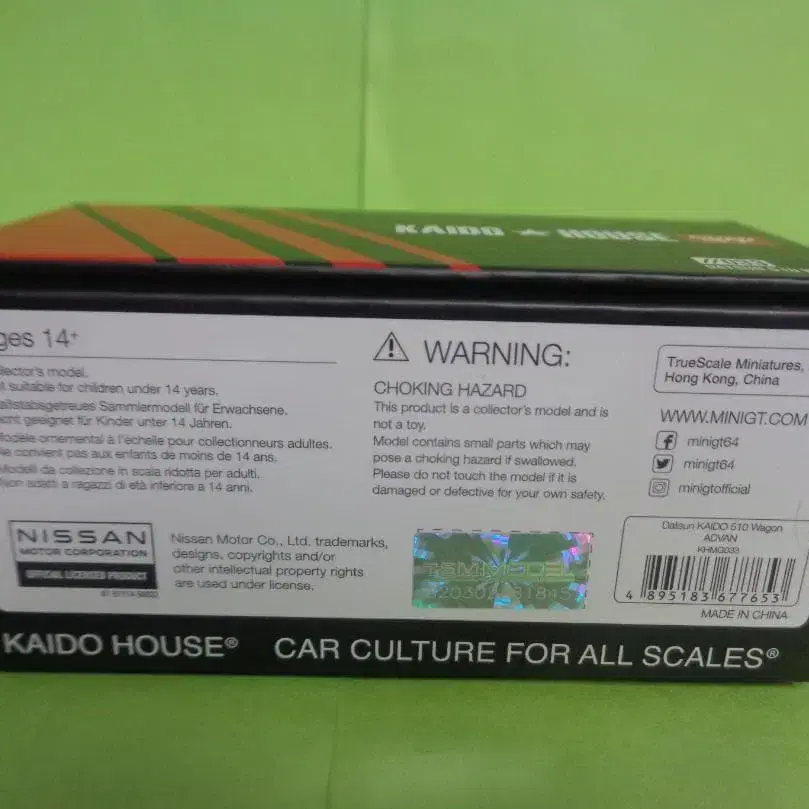 KAIDO ★ HOUSE
ges 14+
llector's model.
suitable for children under 14 years.
Sammlermodell für Erwachsene.
geeignet für Kinder unter 14 Jahren.
Modèle ornemental à l'échelle pour collectionneurs adultes.
Ne convient pas aux enfants de moins de 14 ans.
Modelli da collezione in scala ridotta per adulti.
Non adatti a ragazzi di età inferiore a 14 anni.
⚠ WARNING:
CHOKING HAZARD
This product is a collector's model and is
not a toy.
Model contains small parts which may
pose a choking hazard if swallowed.
Please do not touch the model if it is
damaged or defective for your own safety.
TrueScale Miniatures,
Hong Kong, China
WWW.MINIGT.COM
minigt64
minigt64
minigtofficial
NISSAN
MOTOR CORPORATION
OFFICIAL LICENSED PRODUCT
Nissan Motor Co., Ltd. trademarks,
designs, copyrights and/or
other intellectual property rights
are used under license.
TSMMODEL
Datsun KAIDO 510 Wagon
ADVAN
KHMG033
4 895183 677653
MADE IN CHINA
KAIDO HOUSE® CAR CULTURE FOR ALL SCALES®